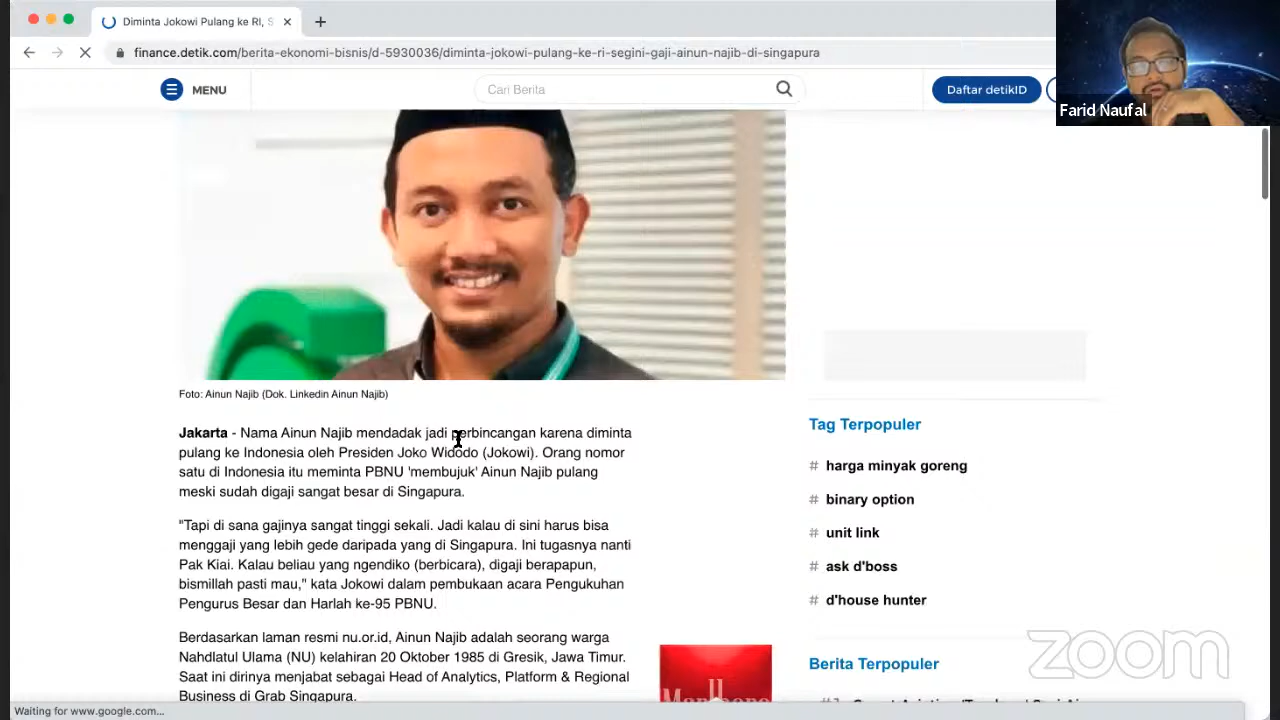 Diminta Jokowi Pulang ke RI, S
finance.detik.com/berita-ekonomi-bisnis/d-5930036/diminta-jokowi-pulang-ke-ri-segini-gaji-ainun-najib-di-singapura
MENU
Cari Berita
Daftar detikID
Farid Naufal
Foto: Ainun Najib (Dok. Linkedin Ainun Najib)
Jakarta - Nama Ainun Najib mendadak jadi perbincangan karena diminta
pulang ke Indonesia oleh Presiden Joko Widodo (Jokowi). Orang nomor
satu di Indonesia itu meminta PBNU 'membujuk' Ainun Najib pulang
meski sudah digaji sangat besar di Singapura.
"Tapi di sana gajinya sangat tinggi sekali. Jadi kalau di sini harus bisa
menggaji yang lebih gede daripada yang di Singapura. Ini tugasnya nanti
Pak Kiai. Kalau beliau yang ngendiko (berbicara), digaji berapapun,
bismillah pasti mau," kata Jokowi dalam pembukaan acara Pengukuhan
Pengurus Besar dan Harlah ke-95 PBNU.
Berdasarkan laman resmi nu.or.id, Ainun Najib adalah seorang warga
Nahdlatul Ulama (NU) kelahiran 20 Oktober 1985 di Gresik, Jawa Timur.
Saat ini dirinya menjabat sebagai Head of Analytics, Platform & Regional
Business di Grab Singapura.
Tag Terpopuler
# harga minyak goreng
# binary option
# unit link
# ask d'boss
# d'house hunter
Berita Terpopuler
zoom
Waiting for www.google.com...